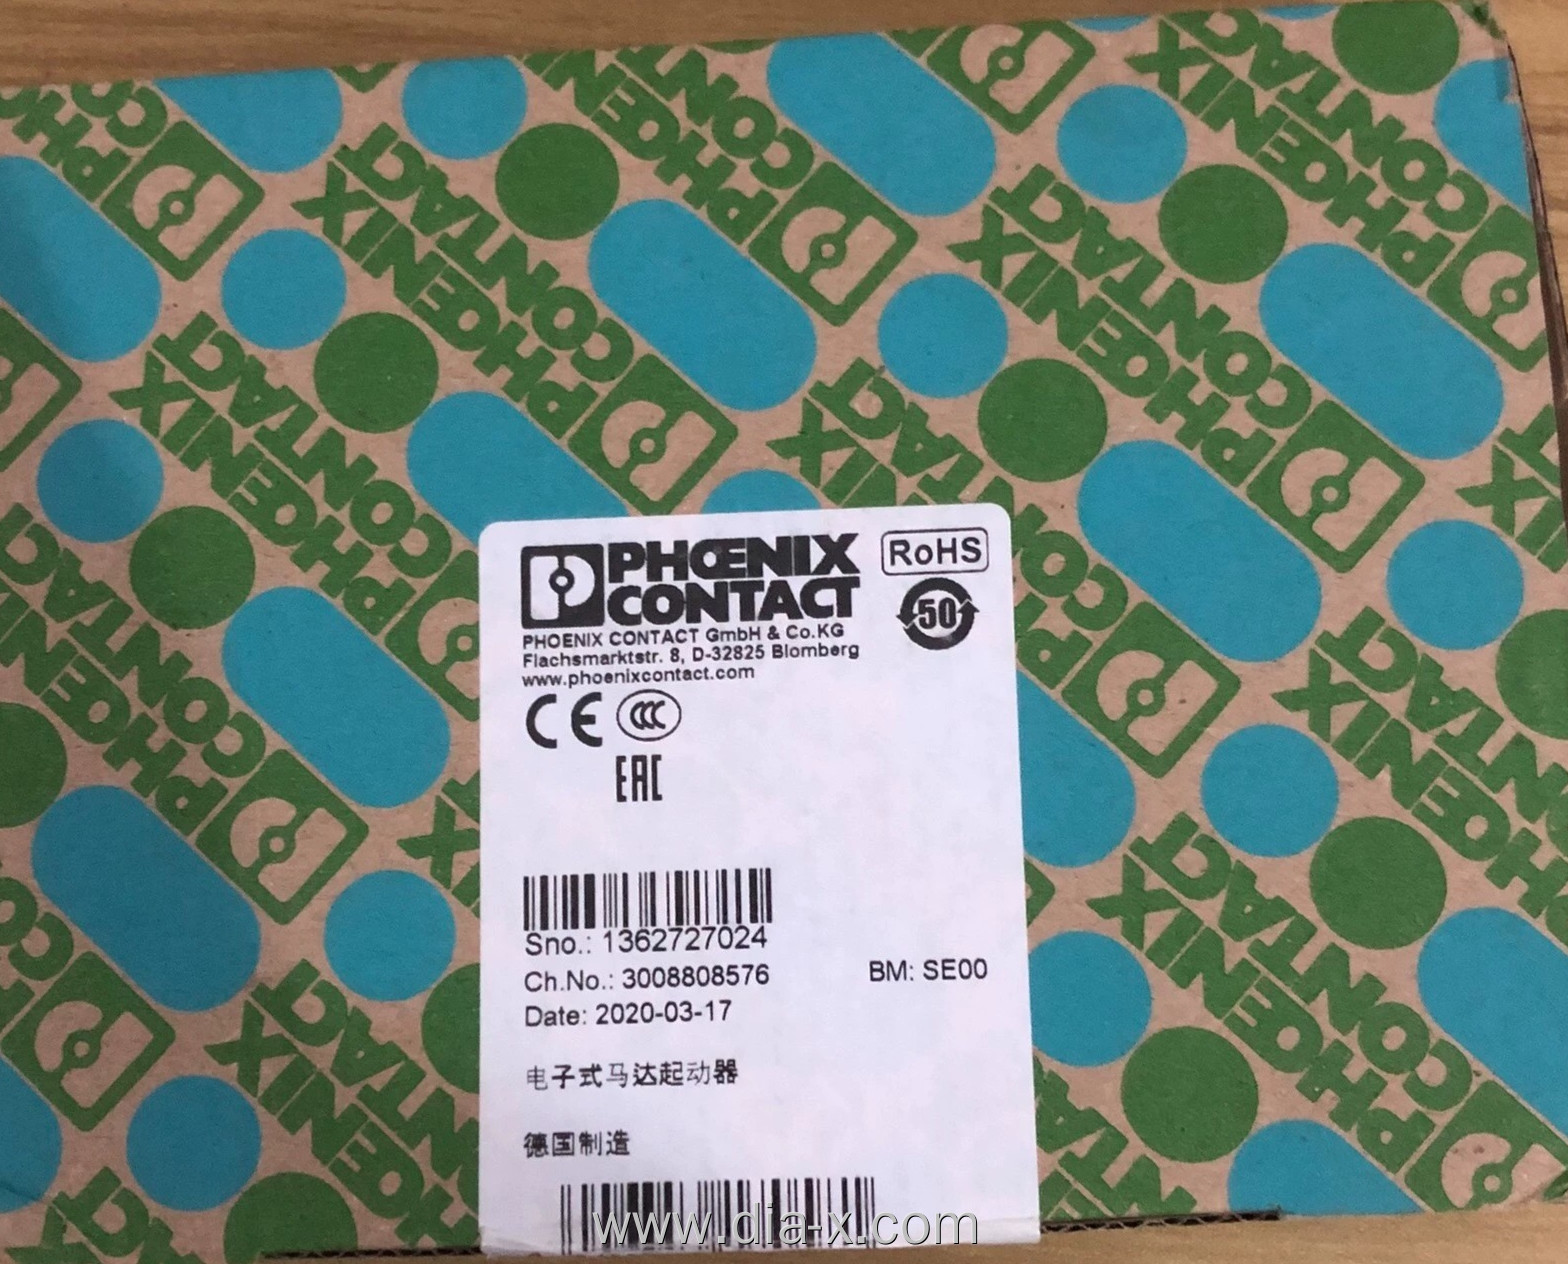 PHOENIX
CONTACT
RoHS
50
PHOENIX CONTACT GmbH & Co.KG
Flachsmarktstr. 8, D-32825 Blomberg
www.phoenixcontact.com
CE CCC
EAC
Sno.: 1362727024
Ch.No.: 3008808576 BM: SE00
Date: 2020-03-17
电子式马达起动器
德国制造
www.dia-x.com